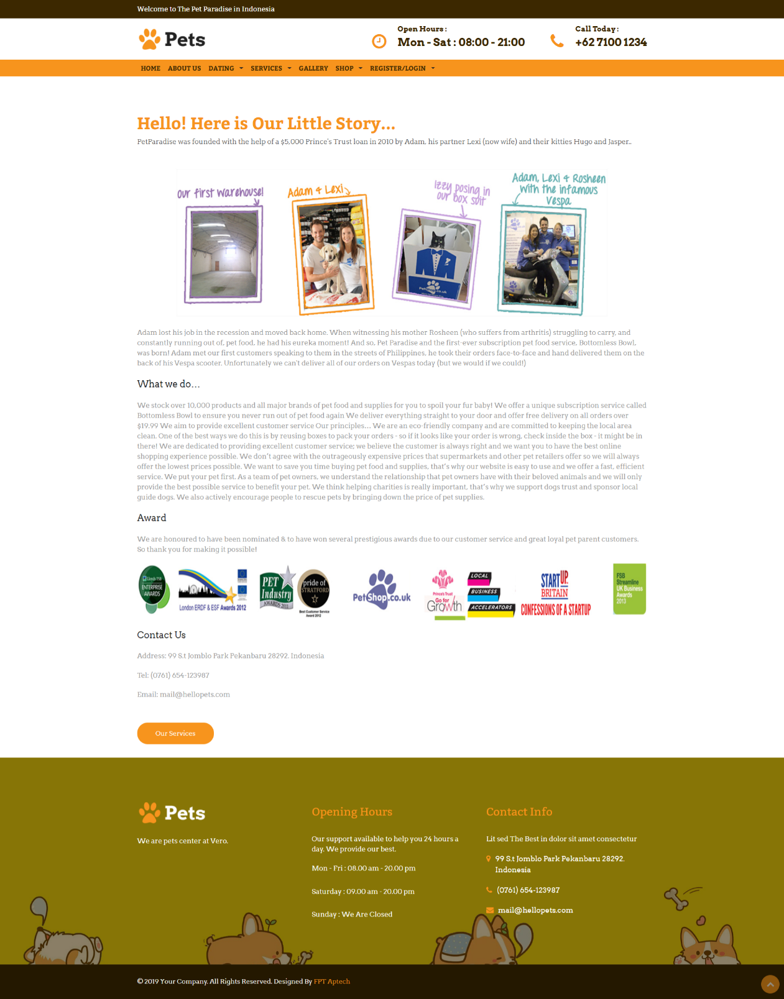 Welcome to The Pet Paradise in Indonesia
Pets
Open Hours :
Mon - Sat : 08:00 - 21:00
Call Today :
+62 7100 1234
HOME ABOUT US DATING SERVICES GALLERY SHOP REGISTER/LOGIN
Hello! Here is Our Little Story...
PetParadise was founded with the help of a $5,000 Prince's Trust loan in 2010 by Adam, his partner Lexi (now wife) and their kitties Hugo and Jasper..
our first warehouse!
Adam & Lexi
Izzy posing in
our box suit
Adam, Lexi & Rosheen
with the infamous
Vespa
Adam lost his job in the recession and moved back home. When witnessing his mother Rosheen (who suffers from arthritis) struggling to carry, and
constantly running out of, pet food, he had his eureka moment! And so, Pet Paradise and the first-ever subscription pet food service, Bottomless Bowl,
was born! Adam met our first customers speaking to them in the streets of Philippines, he took their orders face-to-face and hand delivered them on the
back of his Vespa scooter. Unfortunately we can't deliver all of our orders on Vespas today (but we would if we could!)
What we do...
We stock over 10,000 products and all major brands of pet food and supplies for you to spoil your fur baby! We offer a unique subscription service called
Bottomless Bowl to ensure you never run out of pet food again We deliver everything straight to your door and offer free delivery on all orders over
$19.99 We aim to provide excellent customer service Our principles... We are an eco-friendly company and are committed to keeping the local area
clean. One of the best ways we do this is by reusing boxes to pack your orders - so if it looks like your order is wrong, check inside the box - it might be in
there! We are dedicated to providing excellent customer service; we believe the customer is always right and we want you to have the best online
shopping experience possible. We don't agree with the outrageously expensive prices that supermarkets and other pet retailers offer so we will always
offer the lowest prices possible. We want to save you time buying pet food and supplies, that's why our website is easy to use and we offer a fast, efficient
service. We put your pet first. As a team of pet owners, we understand the relationship that pet owners have with their beloved animals and we will only
provide the best possible service to benefit your pet. We think helping charities is really important, that's why we support dogs trust and sponsor local
guide dogs. We also actively encourage people to rescue pets by bringing down the price of pet supplies.
Award
We are honoured to have been nominated & to have won several prestigious awards due to our customer service and great loyal pet parent customers.
So thank you for making it possible!
Lloyds TSB
ENTERPRISE
AWARDS
London ERDF & ESF Awards 2012
PET
Industry
AWARDS 2011
pride of
STRATFORD
Best Customer Service
Award 2012
PetShop.co.uk
Prince's Trust
Go for
Growth
LOCAL
BUSINESS
ACCELERATORS
STARTUP
BRITAIN
CONFESSIONS OF A STARTUP
FSB
Streamline
UK Business
Awards
2013
Contact Us
Address: 99 S.t Jomblo Park Pekanbaru 28292. Indonesia
Tel: (0761) 654-123987
Email: mail@hellopets.com
Our Services
Pets
We are pets center at Vero.
Opening Hours
Our support available to help you 24 hours a
day. We provide our best.
Mon - Fri : 08.00 am - 20.00 pm
Saturday : 09.00 am - 20.00 pm
Sunday : We Are Closed
Contact Info
Lit sed The Best in dolor sit amet consectetur
99 S.t Jomblo Park Pekanbaru 28292.
Indonesia
(0761) 654-123987
mail@hellopets.com
© 2019 Your Company. All Rights Reserved. Designed By FPT Aptech